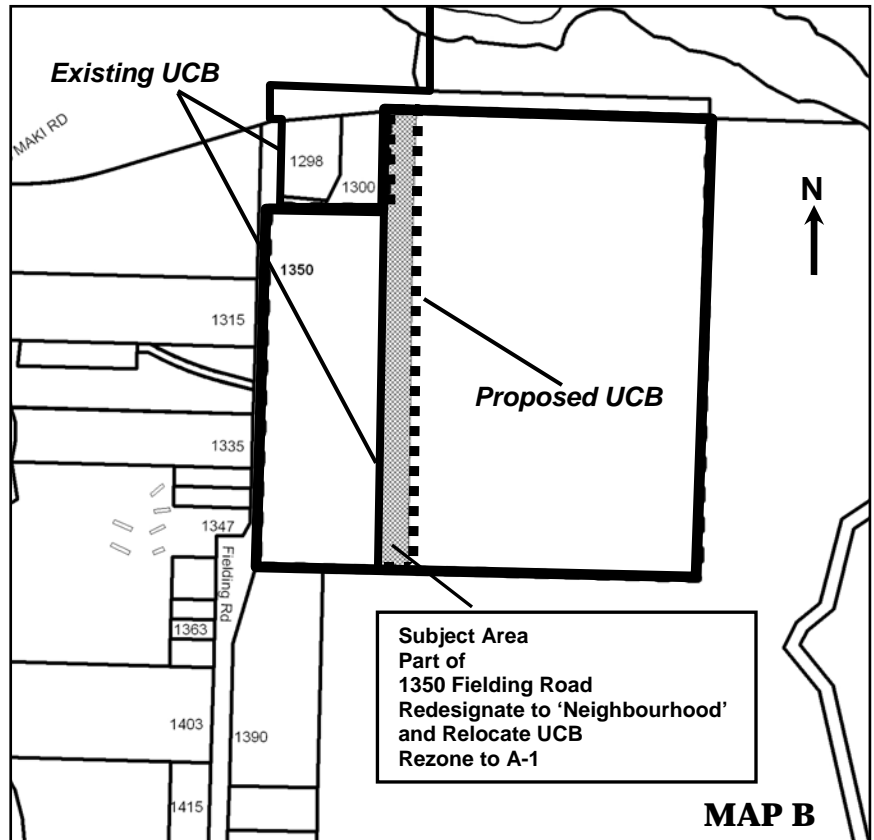 Existing UCB
MAKI RD
1298
1300
N
1350
1315
Proposed UCB
1335
1347
Fielding Rd
1363
Subject Area
Part of
1350 Fielding Road
Redesignate to ‘Neighbourhood’
and Relocate UCB
Rezone to A-1
1403
1390
1415
MAP B